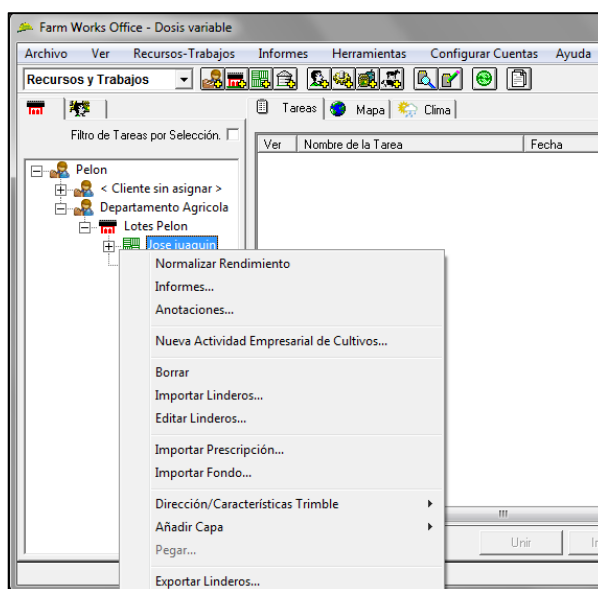 Farm Works Office - Dosis variable
Archivo Ver Recursos-Trabajos Informes Herramientas Configurar Cuentas Ayuda
Recursos y Trabajos
Tareas Mapa Clima
Filtro de Tareas por Selección.
Ver Nombre de la Tarea Fecha
Pelon
< Cliente sin asignar >
Departamento Agricola
Lotes Pelon
Jose juaquin
Normalizar Rendimiento
Informes...
Anotaciones...
Nueva Actividad Empresarial de Cultivos...
Borrar
Importar Linderos...
Editar Linderos...
Importar Prescripción...
Importar Fondo...
Dirección/Características Trimble
Añadir Capa
Unir
Pegar...
Exportar Linderos...